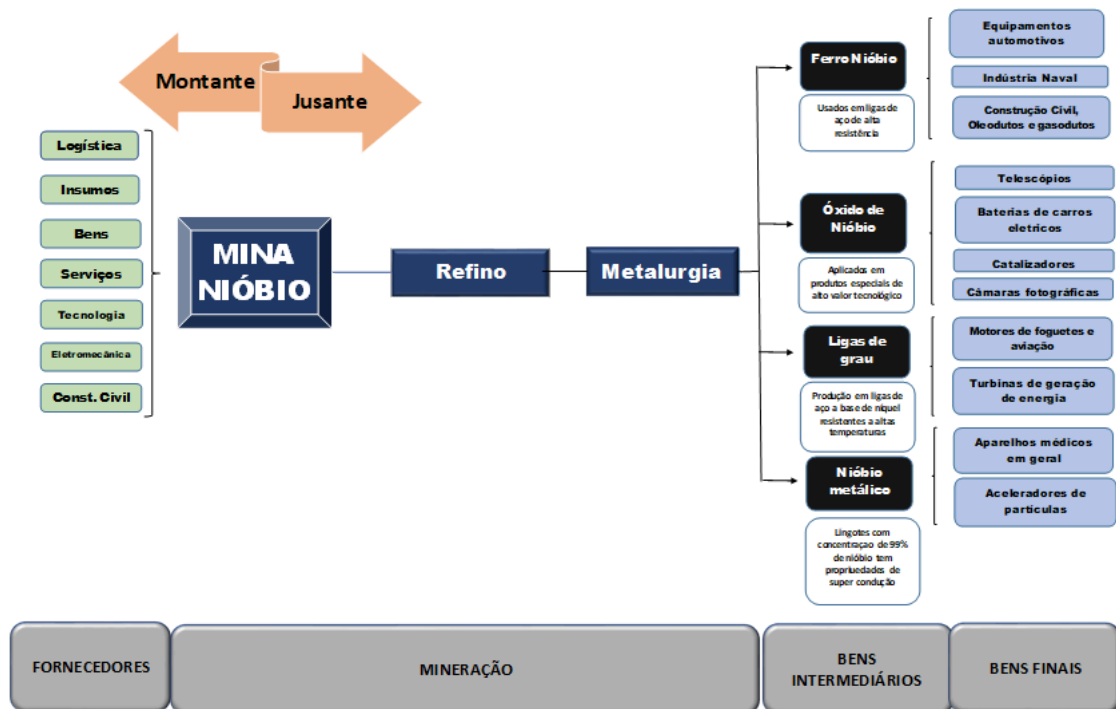 Montante
Jusante
Logística
Insumos
Bens
Serviços
Tecnologia
Eletromecânica
Const. Civil
MINA
NIÓBIO
Refino
Metalurgia
Ferro Nióbio
Usados em ligas de
aço de alta
resistência
Óxido de
Nióbio
Aplicados em
produtos especiais de
alto valor tecnológico
Ligas de
grau
Produção em ligas de
aço a base de níquel
resistentes a altas
temperaturas
Nióbio
metálico
Lingotes com
concentraçao de 99%
de nióbio tem
propriuedades de
super condução
Equipamentos
automotivos
Indústria Naval
Construção Civil,
Oleodutos e gasodutos
Telescópios
Baterias de carros
eletricos
Catalizadores
Câmaras fotográficas
Motores de foguetes e
aviação
Turbinas de geração
de energia
Aparelhos médicos
em geral
Aceleradores de
partículas
FORNECEDORES
MINERAÇÃO
BENS
INTERMEDIÁRIOS
BENS FINAIS